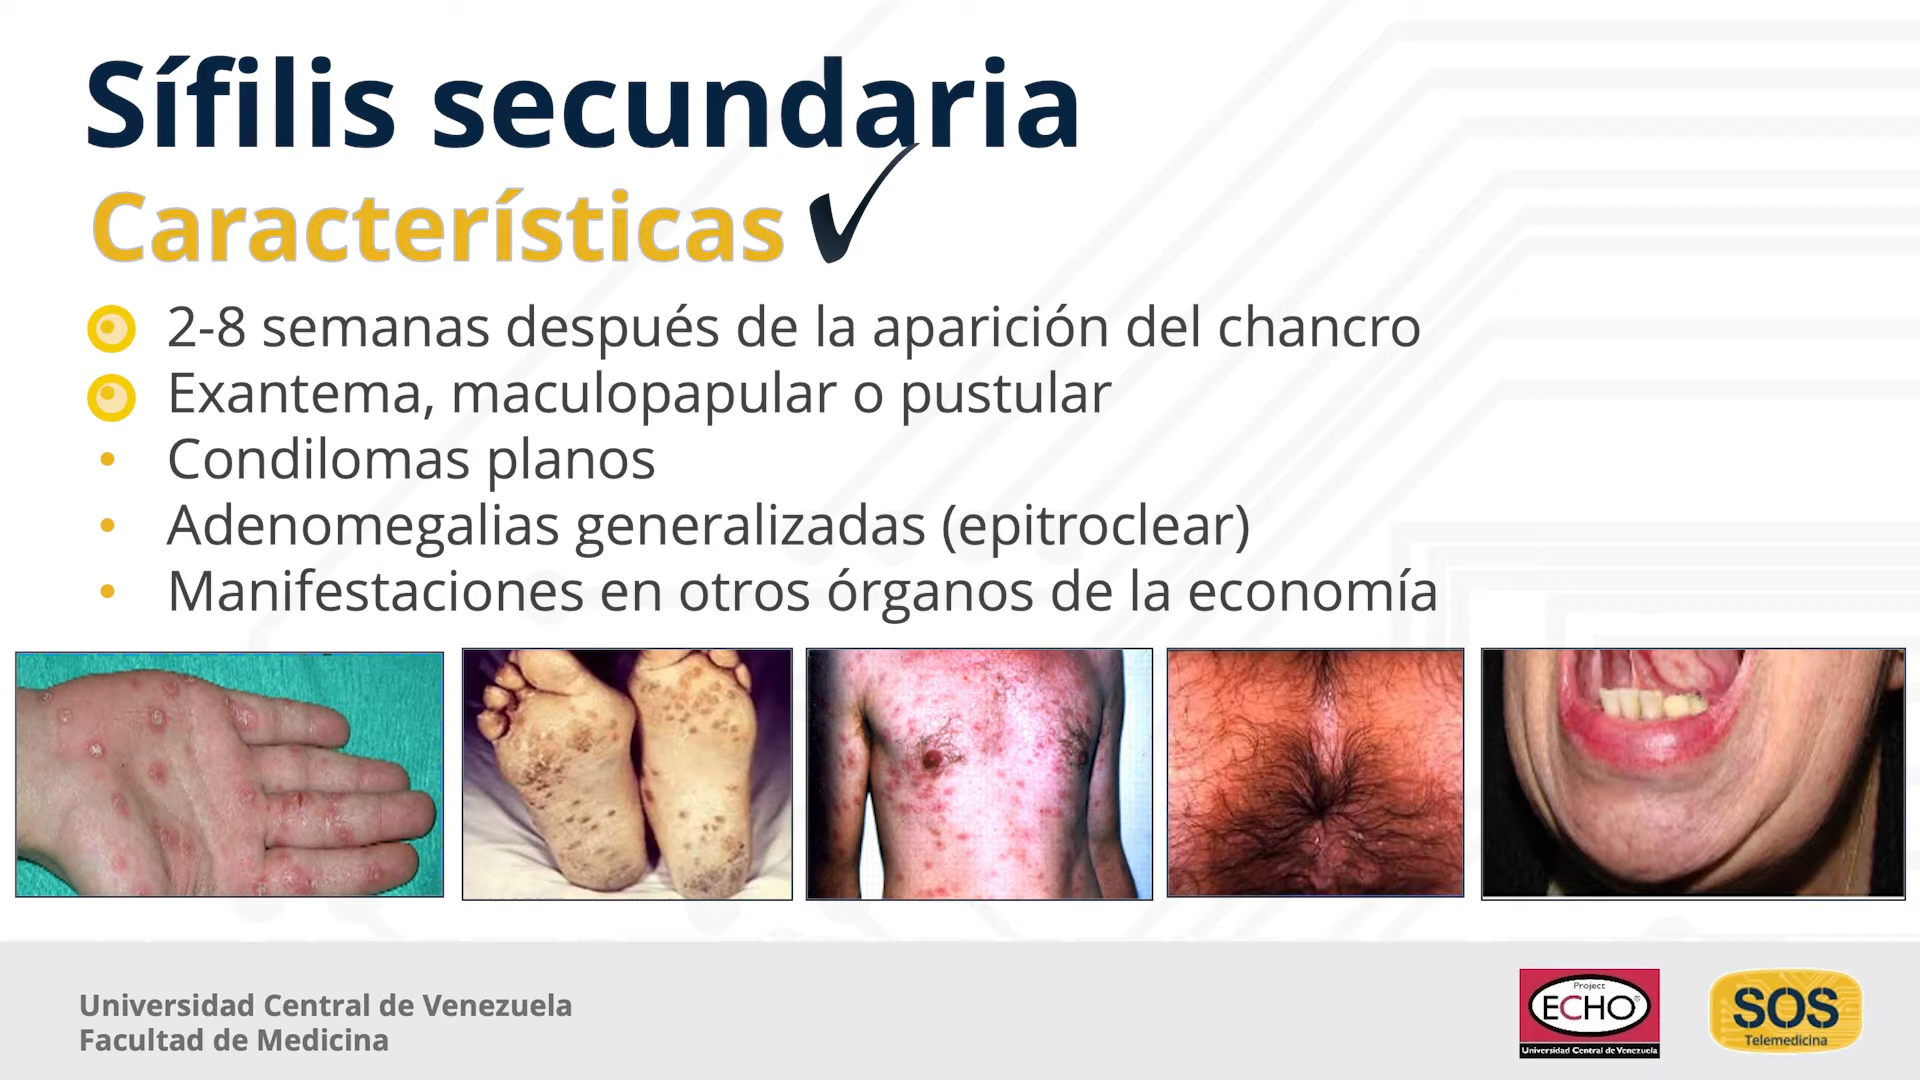 Sífilis secundaria
Características
2-8 semanas después de la aparición del chancro
Exantema, maculopapular o pustular
Condilomas planos
Adenomegalias generalizadas (epitroclear)
Manifestaciones en otros órganos de la economía
Universidad Central de Venezuela
Facultad de Medicina
Project
ECHO®
Universidad Central de Venezuela
SOS
Telemedicina